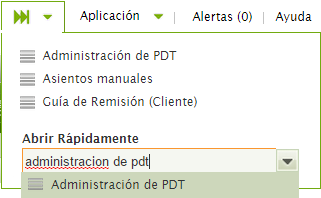 Aplicación Alertas (0) Ayuda
Administración de PDT
Asientos manuales
Guía de Remisión (Cliente)
Abrir Rápidamente
administracion de pdt
Administración de PDT